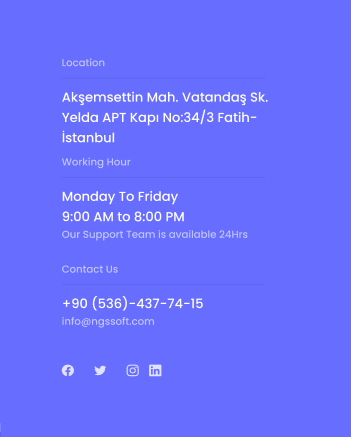 Location
Akşemsettin Mah. Vatandaş Sk.
Yelda APT Kapı No:34/3 Fatih-
İstanbul
Working Hour
Monday To Friday
9:00 AM to 8:00 PM
Our Support Team is available 24Hrs
Contact Us
+90 (536)-437-74-15
info@ngssoft.com